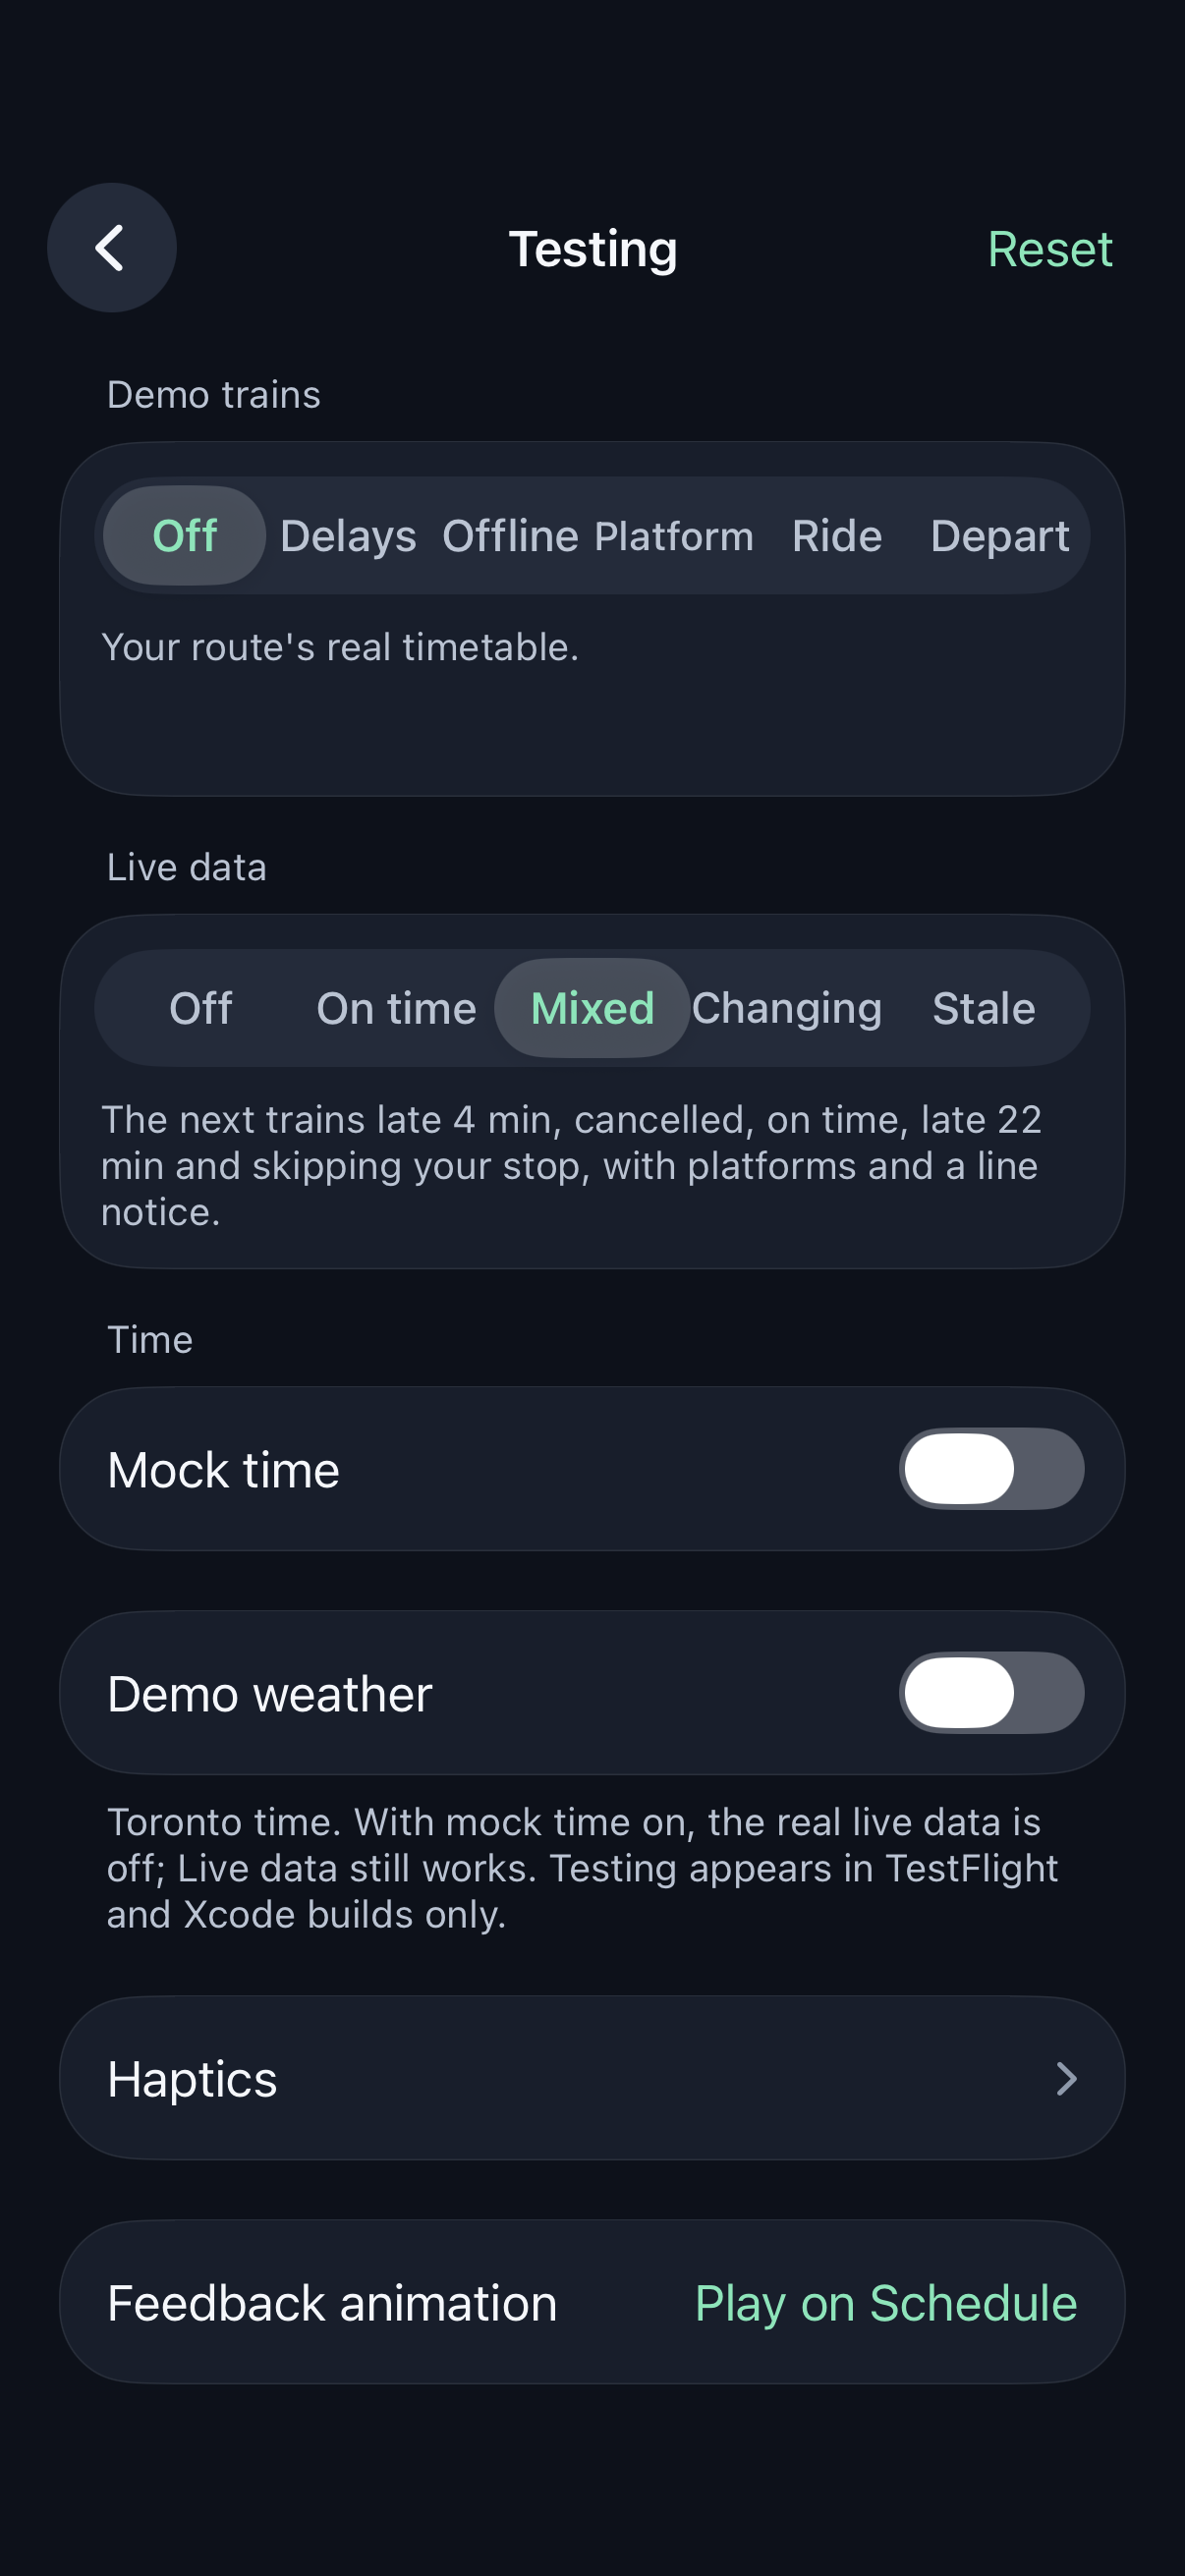 Testing
Reset
Demo trains
Off
Delays
Offline
Platform
Ride
Depart
Your route's real timetable.
Live data
Off
On time
Mixed
Changing
Stale
The next trains late 4 min, cancelled, on time, late 22
min and skipping your stop, with platforms and a line
notice.
Time
Mock time
Demo weather
Toronto time. With mock time on, the real live data is
off; Live data still works. Testing appears in TestFlight
and Xcode builds only.
Haptics
Feedback animation
Play on Schedule